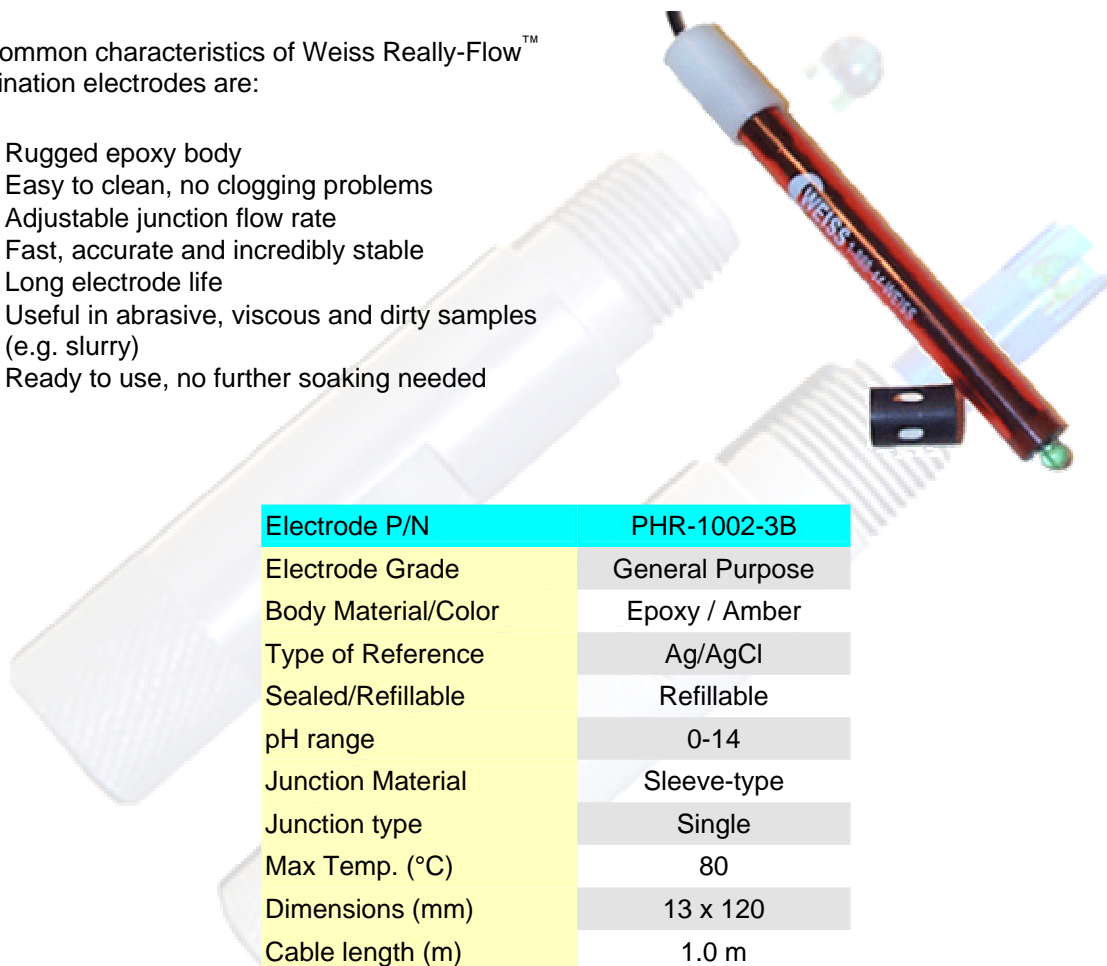 ommon characteristics of Weiss Really-Flow™
ination electrodes are:
Rugged epoxy body
Easy to clean, no clogging problems
Adjustable junction flow rate
Fast, accurate and incredibly stable
Long electrode life
Useful in abrasive, viscous and dirty samples
(e.g. slurry)
Ready to use, no further soaking needed
WEISS
Electrode P/N PHR-1002-3B
Electrode Grade General Purpose
Body Material/Color Epoxy / Amber
Type of Reference Ag/AgCl
Sealed/Refillable Refillable
pH range 0-14
Junction Material Sleeve-type
Junction type Single
Max Temp. (°C) 80
Dimensions (mm) 13 x 120
Cable length (m) 1.0 m